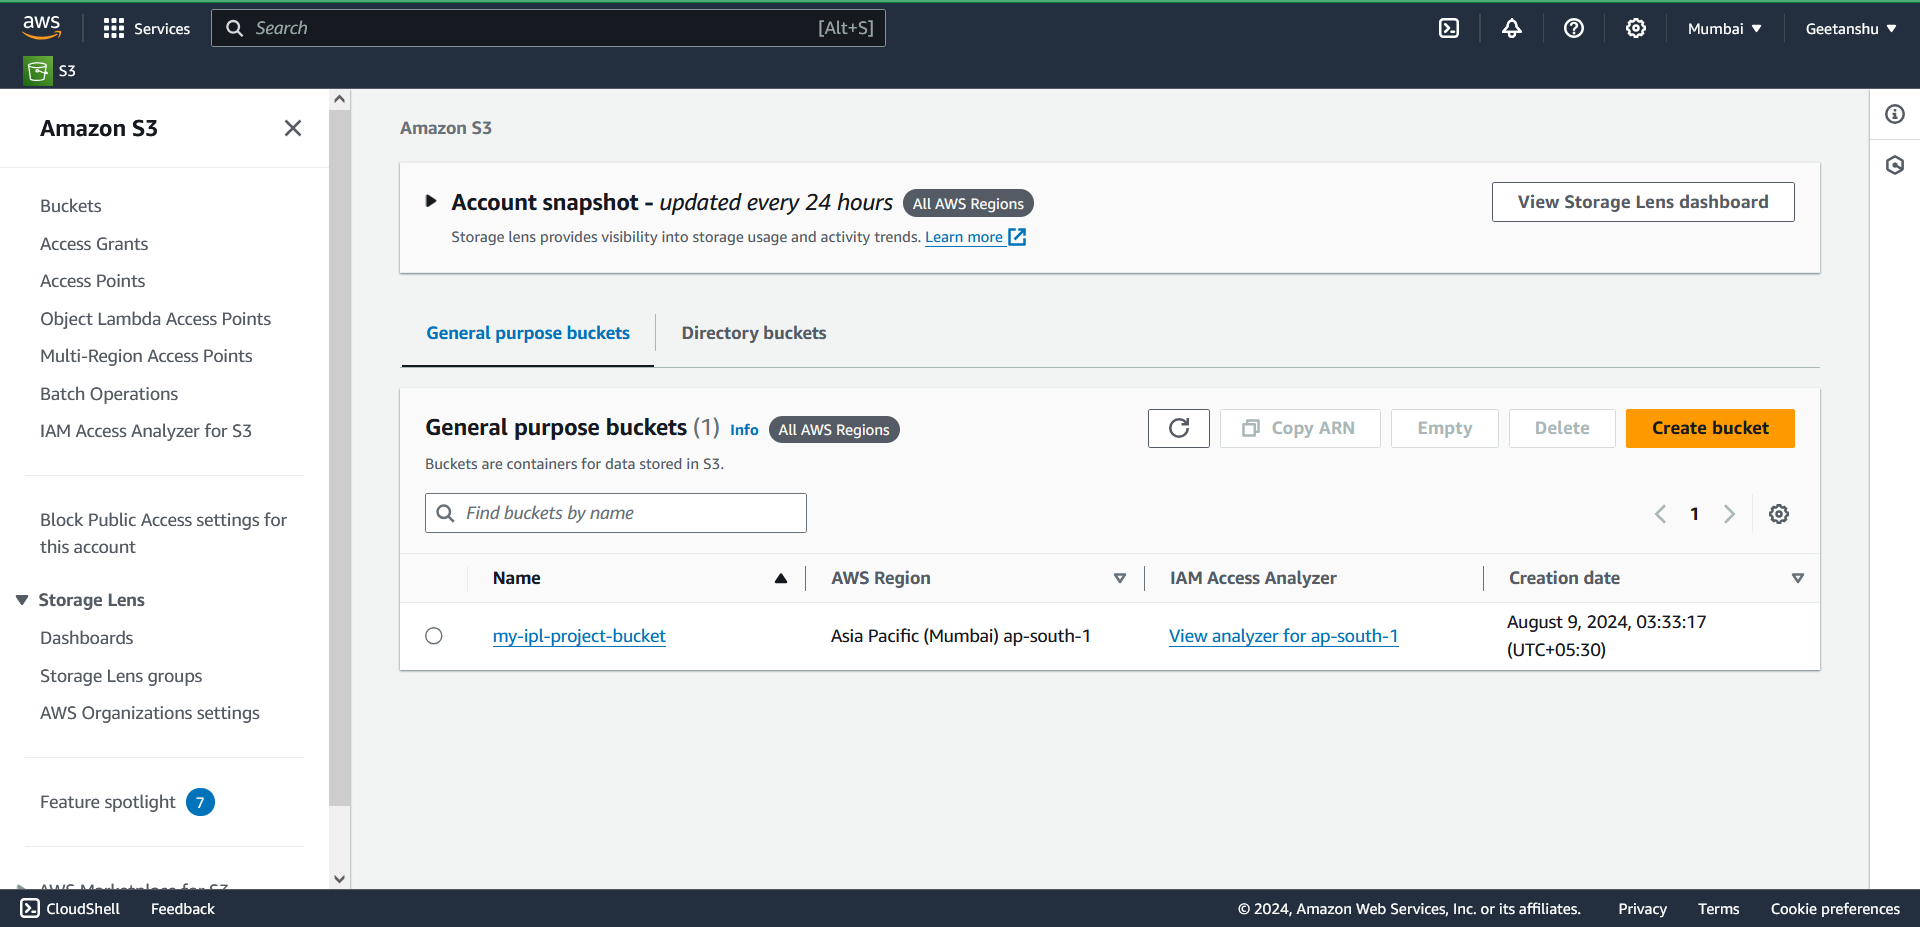 aws
Services
Search [Alt+S]
Mumbai
Geetanshu
S3
Amazon S3
Buckets
Access Grants
Access Points
Object Lambda Access Points
Multi-Region Access Points
Batch Operations
IAM Access Analyzer for S3
Block Public Access settings for
this account
Storage Lens
Dashboards
Storage Lens groups
AWS Organizations settings
Feature spotlight 7
AWS Marketplace for S3
Amazon S3
Account snapshot - updated every 24 hours All AWS Regions
View Storage Lens dashboard
Storage lens provides visibility into storage usage and activity trends. Learn more
General purpose buckets
Directory buckets
General purpose buckets (1) Info All AWS Regions
Copy ARN
Empty
Delete
Create bucket
Buckets are containers for data stored in S3.
Find buckets by name
1
Name AWS Region IAM Access Analyzer Creation date
my-ipl-project-bucket Asia Pacific (Mumbai) ap-south-1 View analyzer for ap-south-1 August 9, 2024, 03:33:17
(UTC+05:30)
CloudShell Feedback © 2024, Amazon Web Services, Inc. or its affiliates. Privacy Terms Cookie preferences